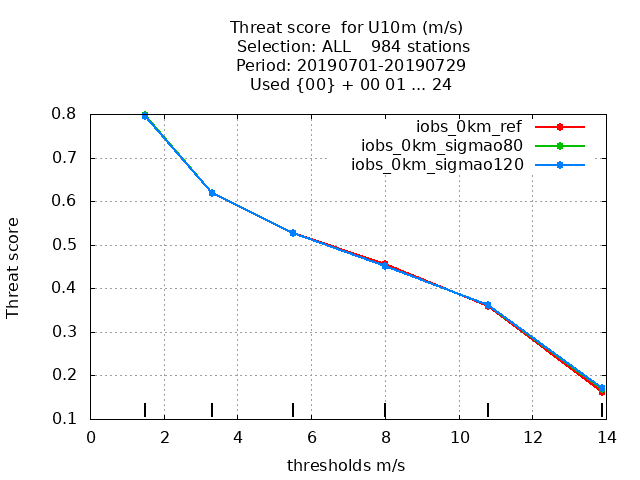 Threat score  for U10m (m/s)
Selection: ALL    984 stations
Period: 20190701-20190729
Used {00} + 00 01 ... 24
iobs_0km_ref
iobs_0km_sigmao80
iobs_0km_sigmao120
0.8
0.7
0.6
0.5
0.4
0.3
0.2
0.1
Threat score
0 2 4 6 8 10 12 14
thresholds m/s